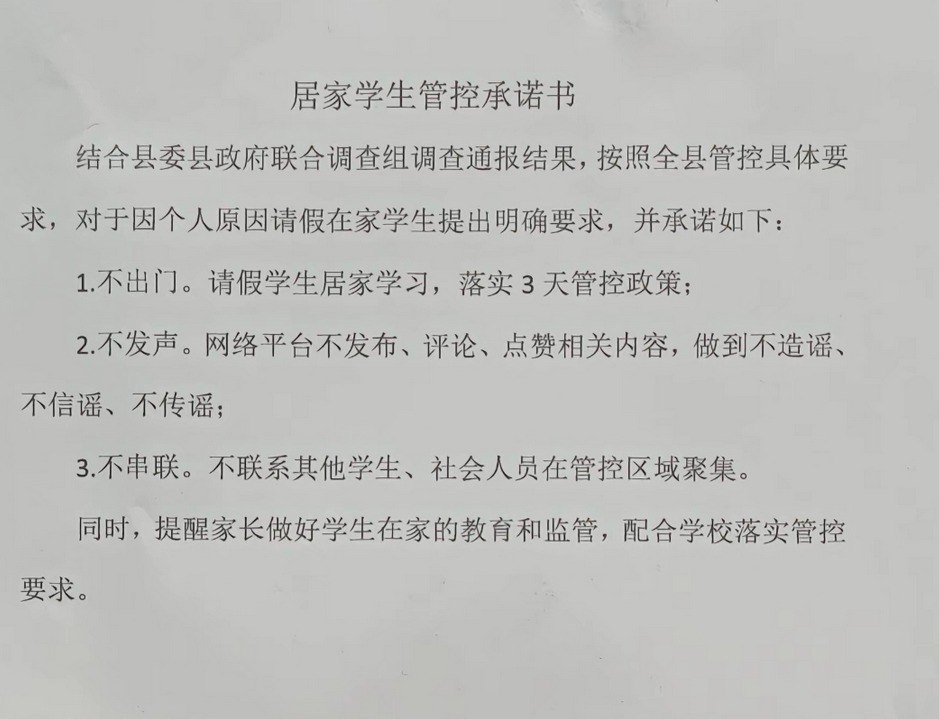 居家学生管控承诺书
结合县委县政府联合调查组调查通报结果，按照全县管控具体要
求，对于因个人原因请假在家学生提出明确要求，并承诺如下：
1.不出门。请假学生居家学习，落实 3 天管控政策；
2.不发声。网络平台不发布、评论、点赞相关内容，做到不造谣、
不信谣、不传谣；
3.不串联。不联系其他学生、社会人员在管控区域聚集。
同时，提醒家长做好学生在家的教育和监管，配合学校落实管控
要求。